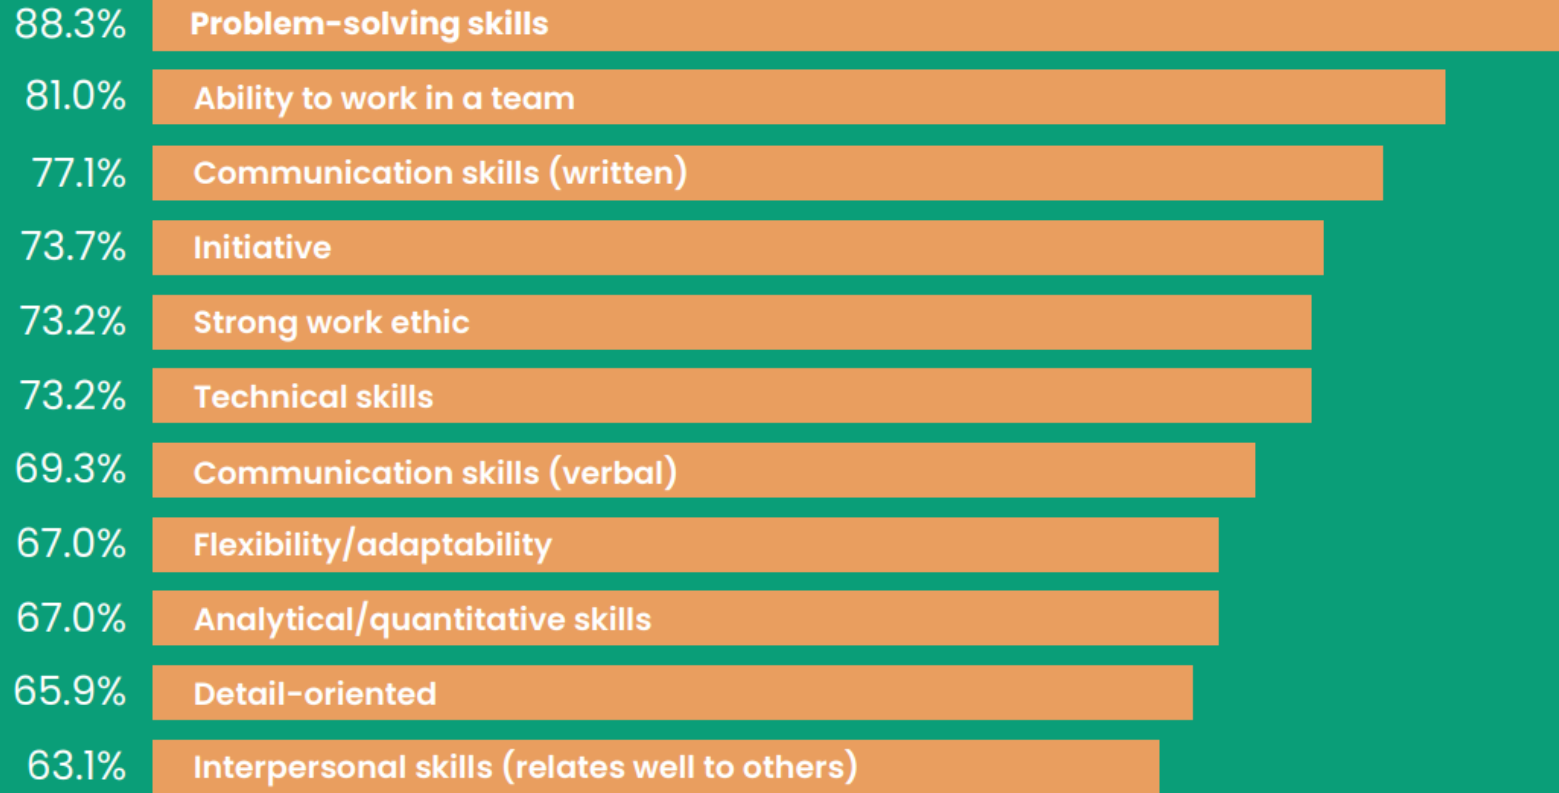 88.3% Problem-solving skills
81.0% Ability to work in a team
77.1% Communication skills (written)
73.7% Initiative
73.2% Strong work ethic
73.2% Technical skills
69.3% Communication skills (verbal)
67.0% Flexibility/adaptability
67.0% Analytical/quantitative skills
65.9% Detail-oriented
63.1% Interpersonal skills (relates well to others)